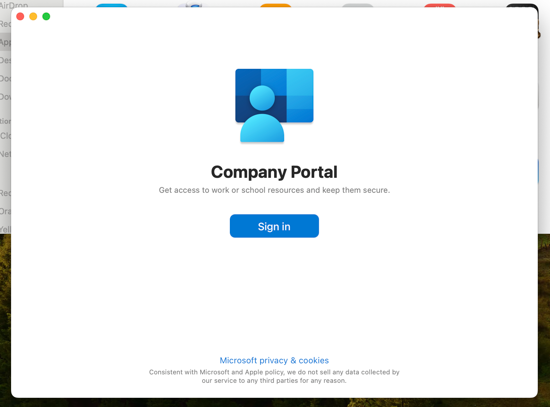 AirDrop
Company Portal
Get access to work or school resources and keep them secure.
Sign in
Microsoft privacy & cookies
Consistent with Microsoft and Apple policy, we do not sell any data collected by
our service to any third parties for any reason.